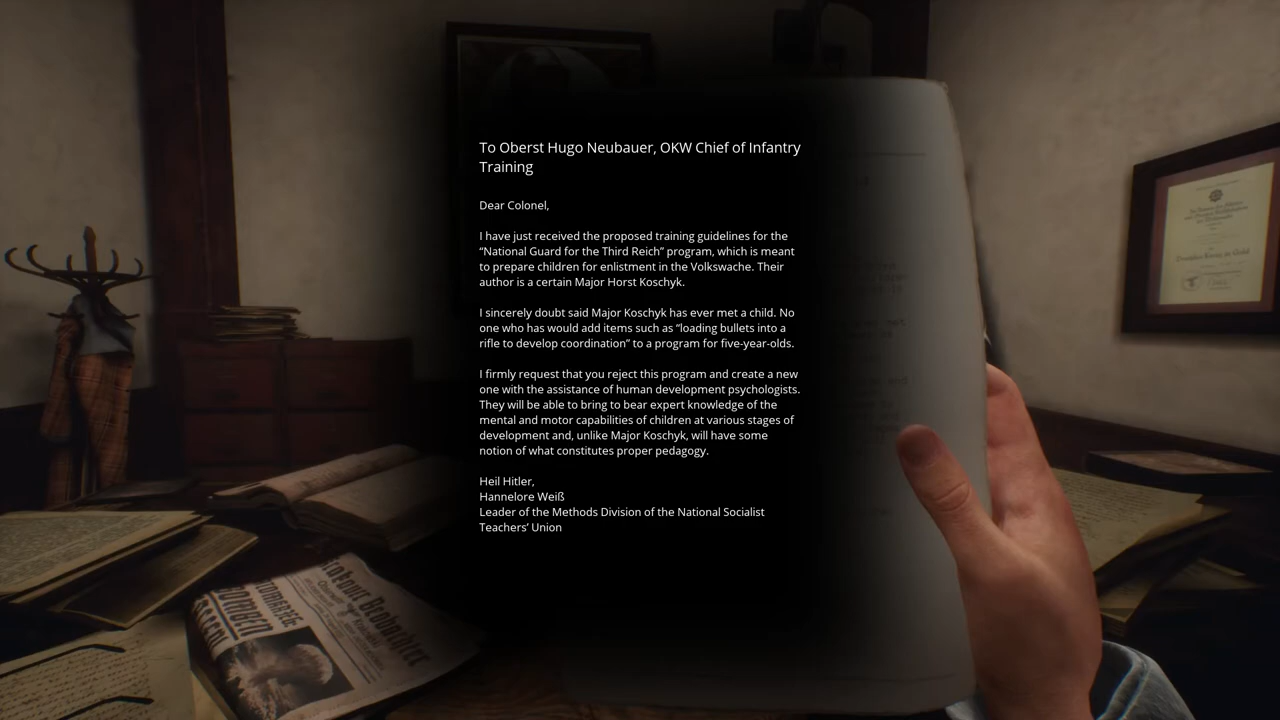 To Oberst Hugo Neubauer, OKW Chief of Infantry
Training
Dear Colonel,
I have just received the proposed training guidelines for the
“National Guard for the Third Reich” program, which is meant
to prepare children for enlistment in the Volkswache. Their
author is a certain Major Horst Koschyk.
I sincerely doubt said Major Koschyk has ever met a child. No
one who has would add items such as “loading bullets into a
rifle to develop coordination” to a program for five-year-olds.
I firmly request that you reject this program and create a new
one with the assistance of human development psychologists.
They will be able to bring to bear expert knowledge of the
mental and motor capabilities of children at various stages of
development and, unlike Major Koschyk, will have some
notion of what constitutes proper pedagogy.
Heil Hitler,
Hannelore Weiß
Leader of the Methods Division of the National Socialist
Teachers’ Union